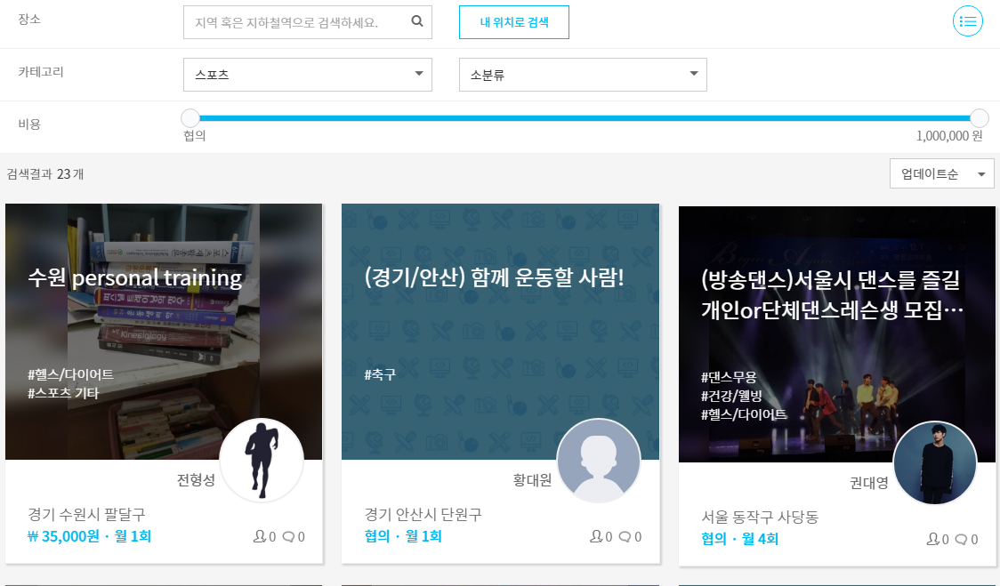 장소
지역 혹은 지하철역으로 검색하세요.
내 위치로 검색
카테고리
스포츠
소분류
비용
협의
1,000,000 원
검색결과 23 개
업데이트순
수원 personal training
#헬스/다이어트
#스포츠 기타
전형성
경기 수원시 팔달구
₩ 35,000원 · 월 1회
0 0
(경기/안산) 함께 운동할 사람!
#축구
황대원
경기 안산시 단원구
협의 · 월 1회
0 0
(방송댄스)서울시 댄스를 즐길
개인or단체댄스레슨생 모집…
#댄스무용
#건강/웰빙
#헬스/다이어트
권대영
서울 동작구 사당동
협의 · 월 4회
0 0
Kinesiology